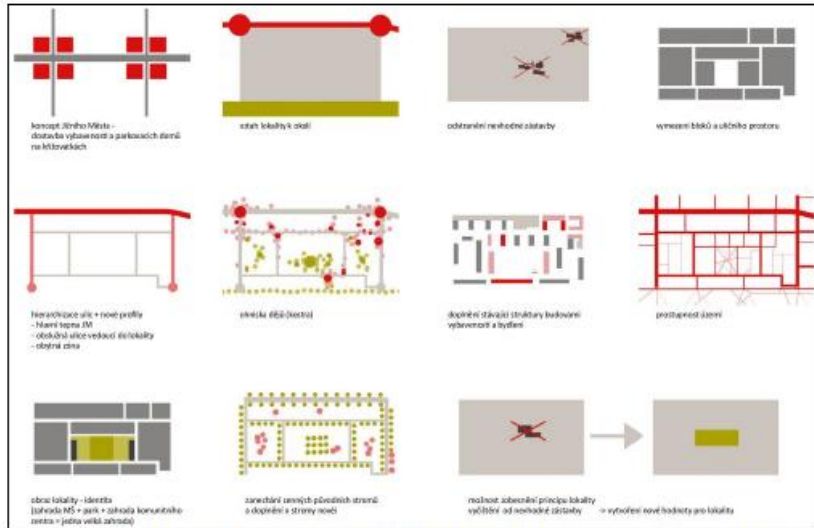 koncept Jižního Města -
dostavba vybavenosti a parkovacích domů
na křižovatkách
vztah lokality k okolí
odstranění nevhodné zástavby
vymezení bloků a uličního prostoru
hierarchizace ulic + nové profily
- hlavní tepna JM
- obslužná ulice vedoucí do lokality
- obytná zóna
ohniska dějů (kostra)
doplnění stávající struktury budovami
vybavenosti a bydlení
prostupnost území
obraz lokality - identita
(zahrada MŠ + park + zahrada komunitního
centra = jedna velká zahrada)
zanechání cenných původních stromů
a doplnění o stromy nové
možnost zobecnění principu lokality
vyčištění od nevhodné zástavby -> vytvoření nové hodnoty pro lokalitu